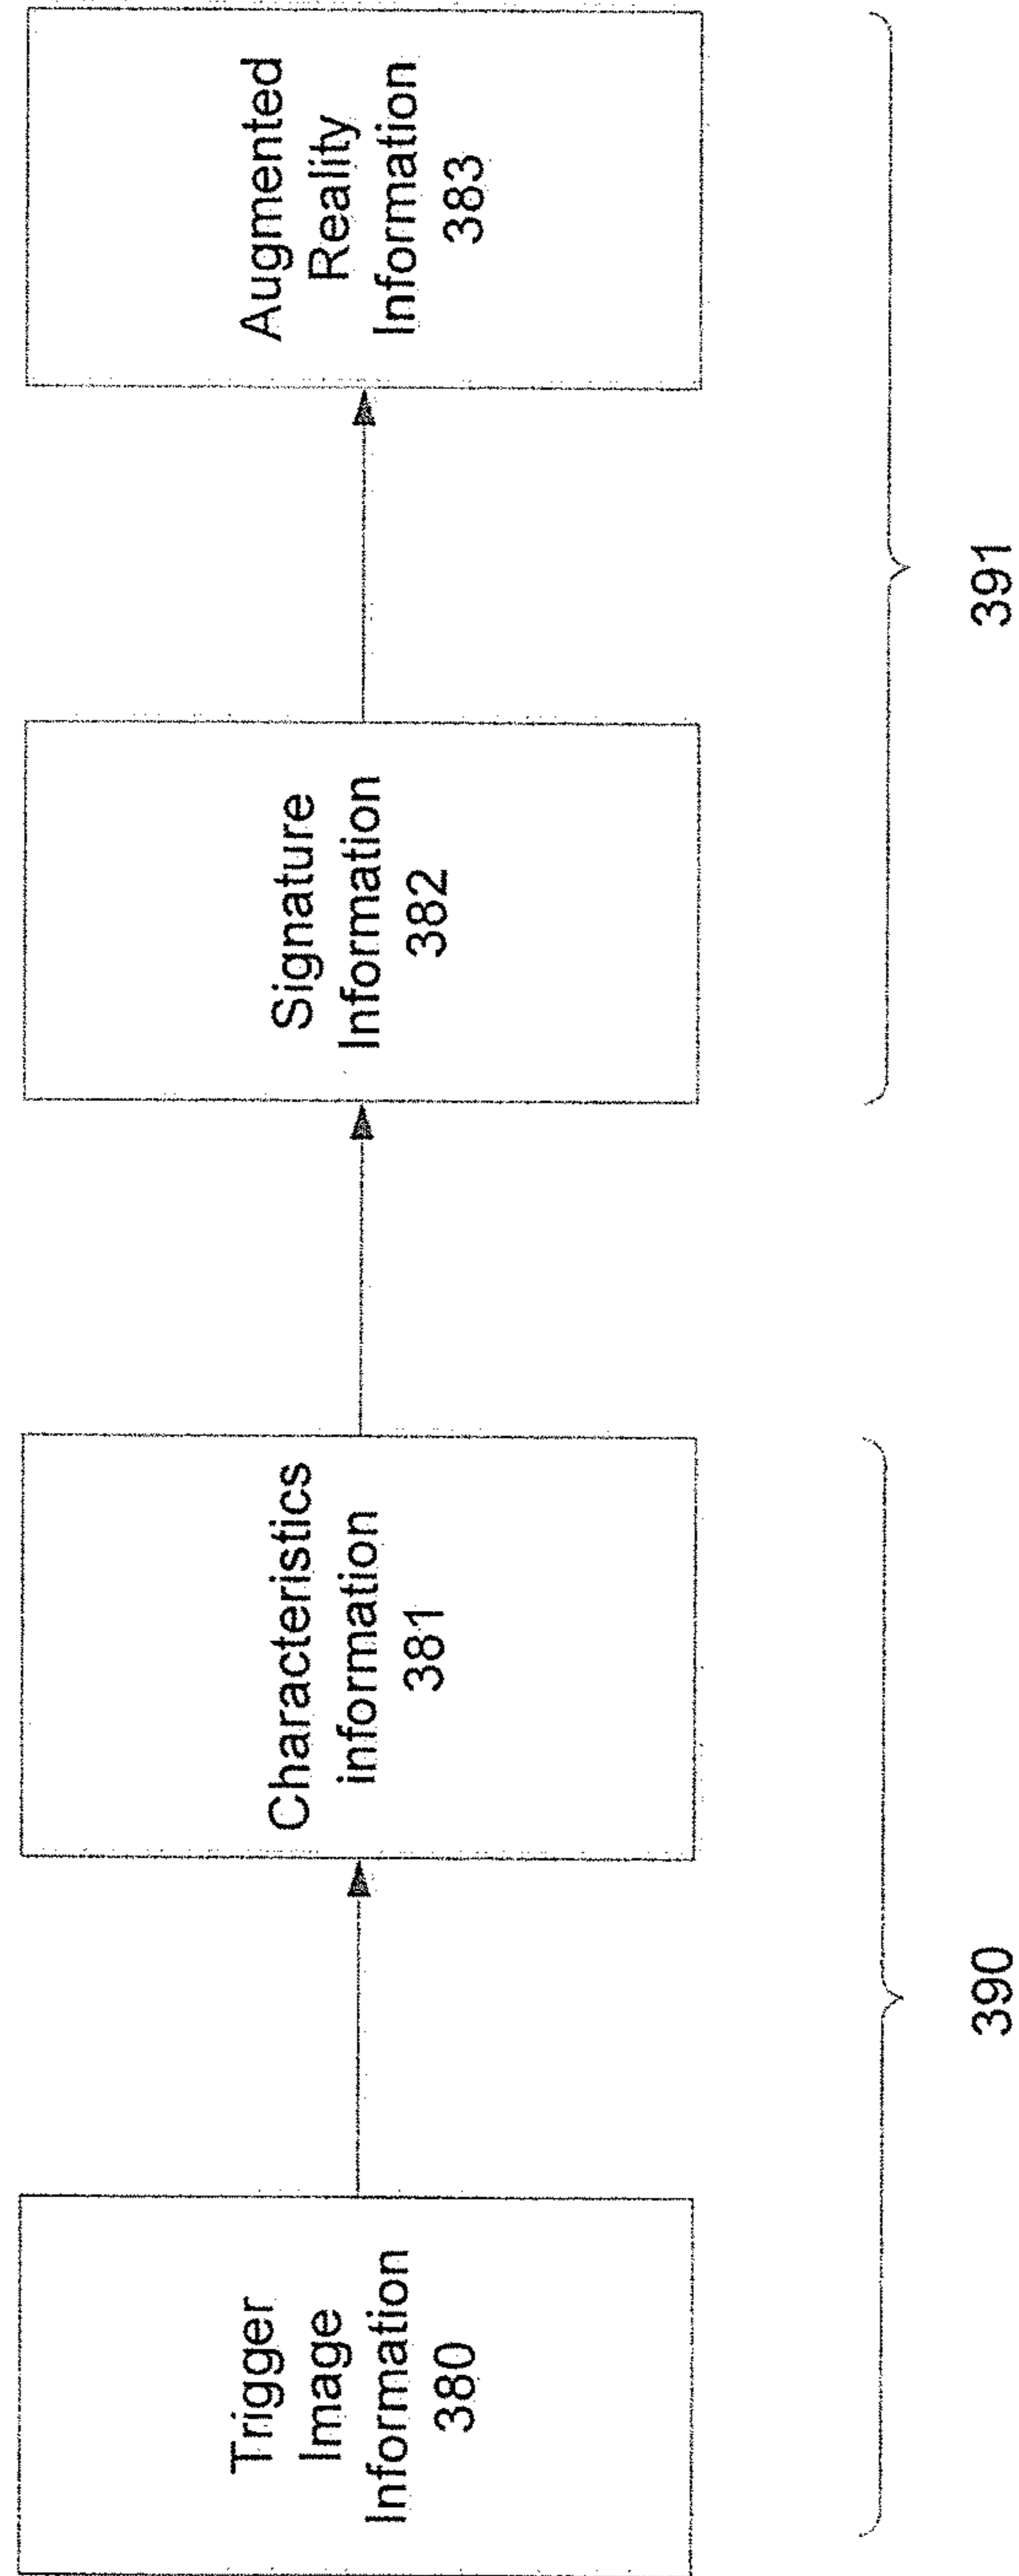 Trigger
Image
Information
380
Characteristics
information
381
Signature
Information
382
Augmented
Reality
Information
383
390
391